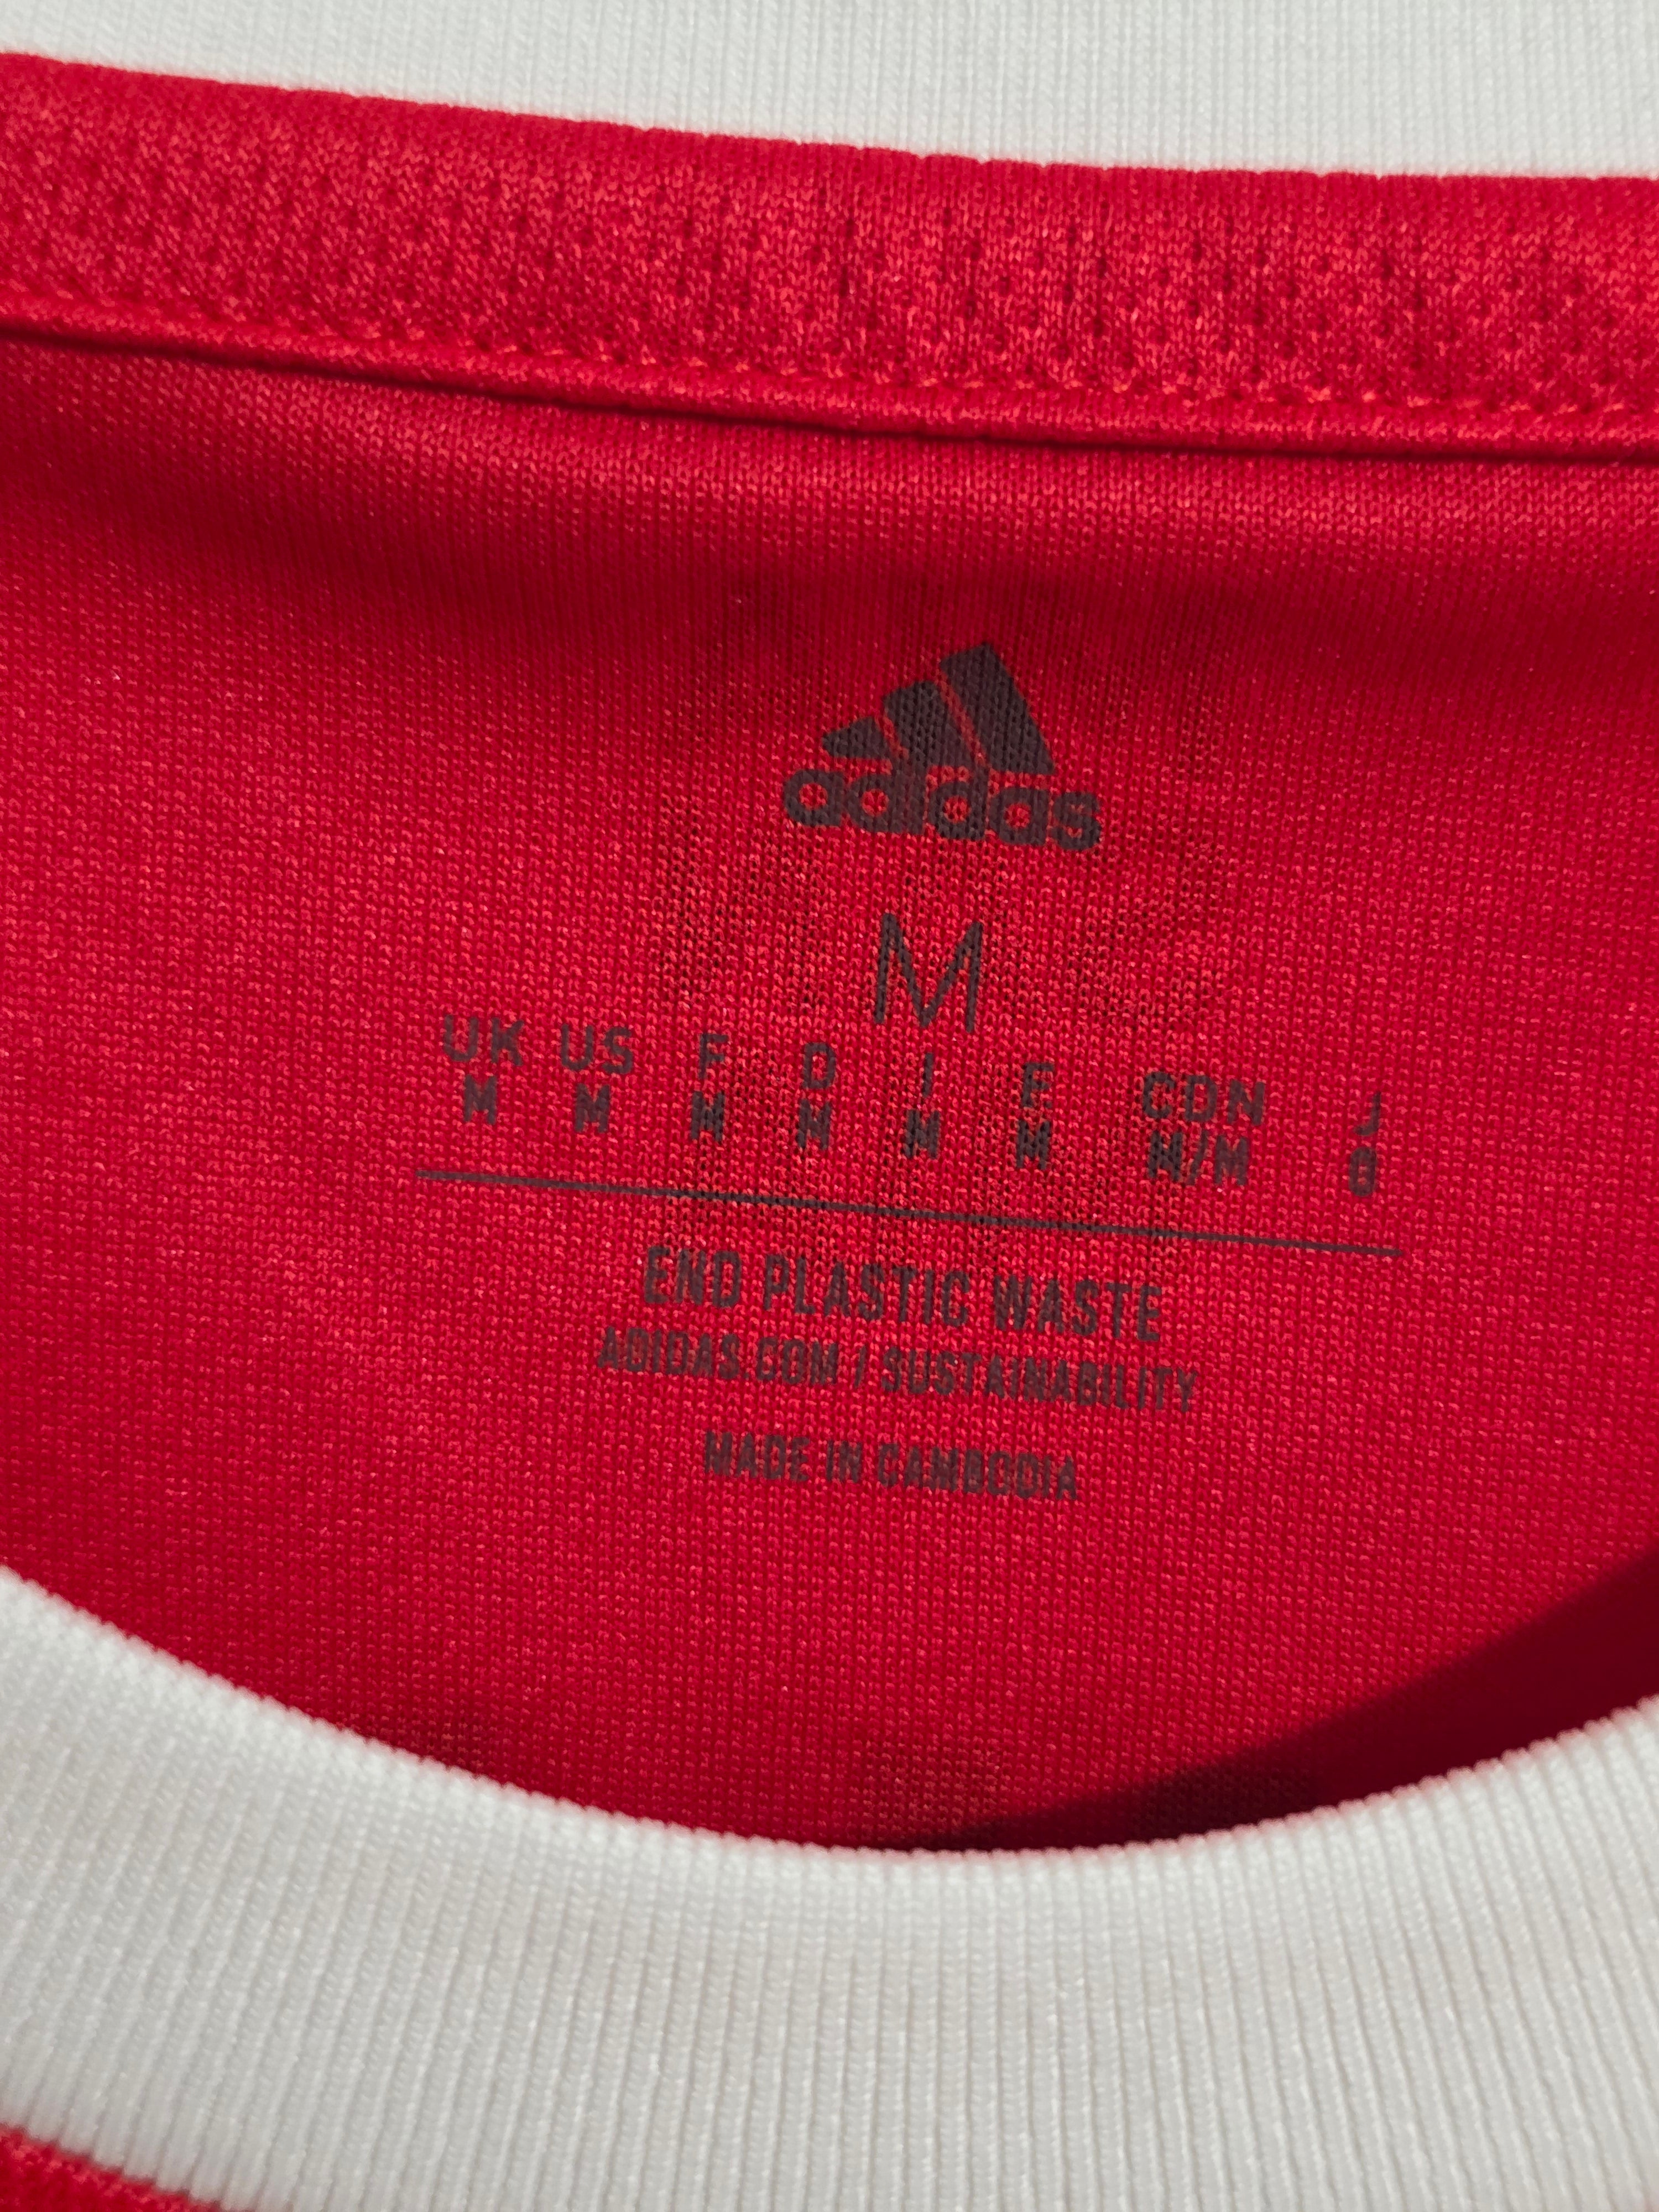 adidas
M
UK US F D I E CDN J
M M M M M M M/M O
END PLASTIC WASTE
ADIDAS.COM / SUSTAINABILITY
MADE IN CAMBODIA